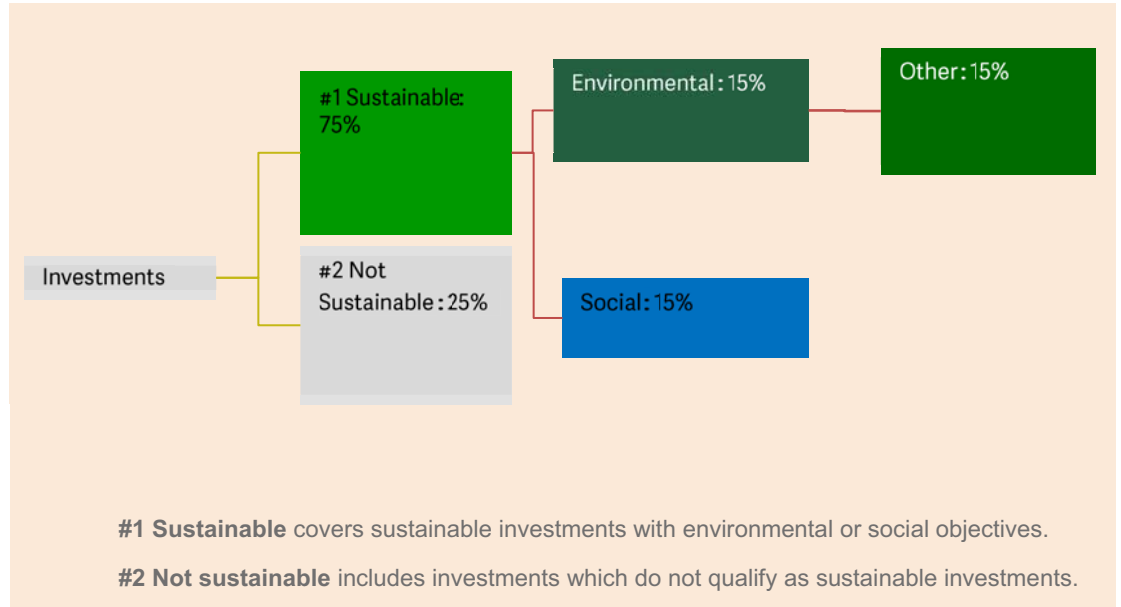 #1 Sustainable:
75%
Environmental: 15%
Other: 15%
Investments
#2 Not
Sustainable: 25%
Social: 15%
#1 Sustainable covers sustainable investments with environmental or social objectives.
#2 Not sustainable includes investments which do not qualify as sustainable investments.